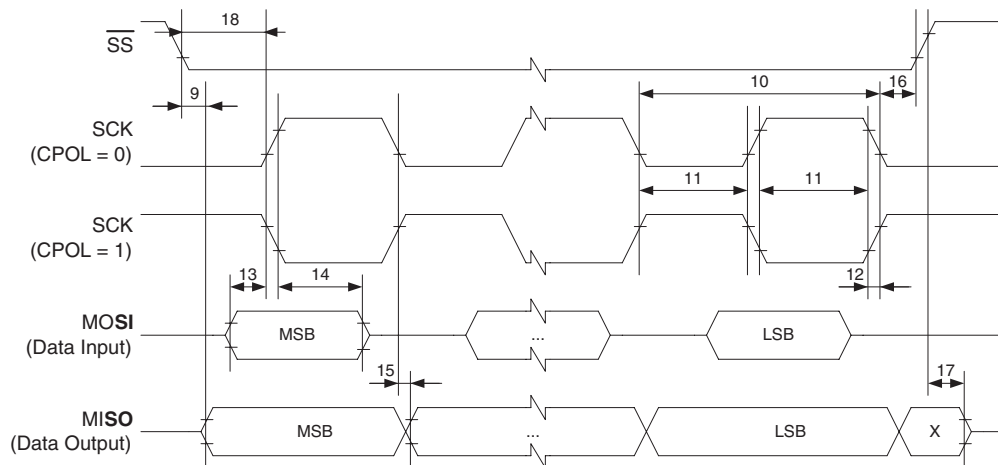 18
SS
9
10
16
SCK
(CPOL = 0)
11
11
SCK
(CPOL = 1)
13
14
12
MOSI
(Data Input)
MSB
...
LSB
15
17
MISO
(Data Output)
MSB
...
LSB
X